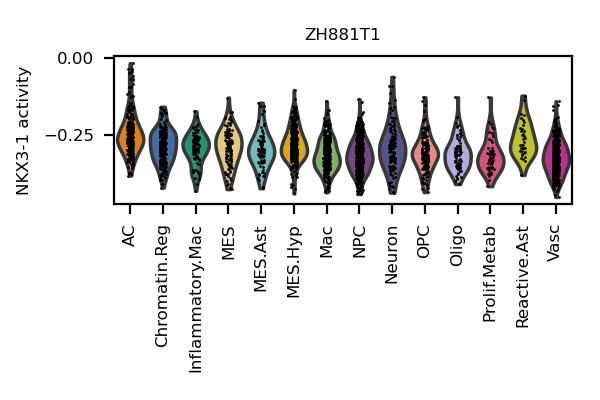 ZH881T1
NKX3-1 activity
0.00
−0.25
AC
Chromatin.Reg
Inflammatory.Mac
MES
MES.Ast
MES.Hyp
Mac
NPC
Neuron
OPC
Oligo
Prolif.Metab
Reactive.Ast
Vasc